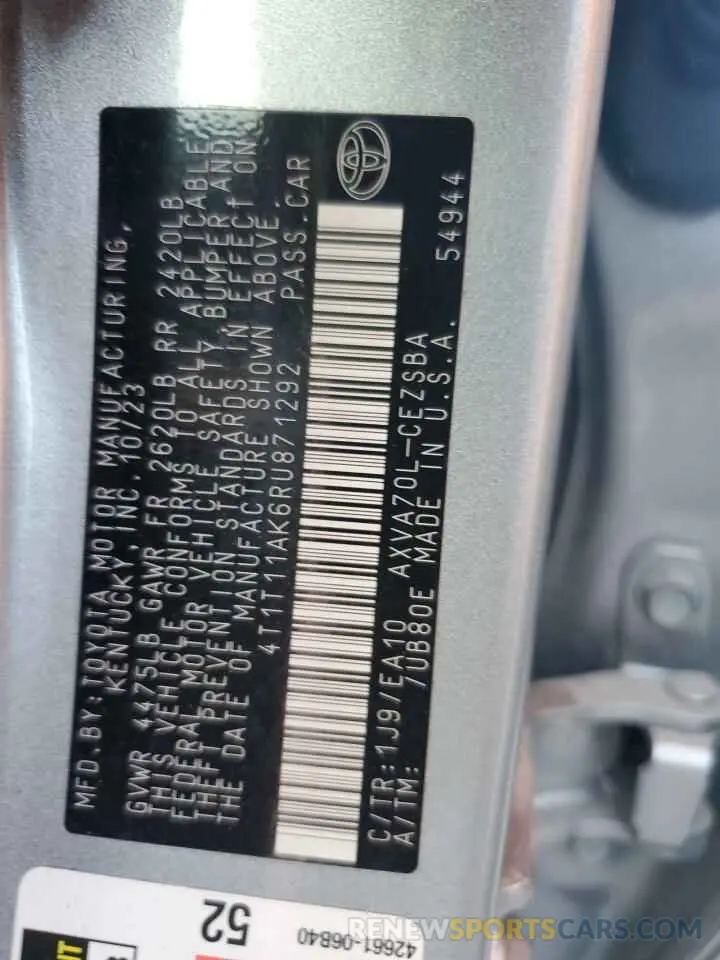 MFD.BY:TOYOTA MOTOR MANUFACTURING,
KENTUCKY,INC. 10/23
GVWR 4475LB GAWR FR 2620LB RR 2420LB
THIS VEHICLE CONFORMS TO ALL APPLICABLE
FEDERAL MOTOR VEHICLE SAFETY, BUMPER,AND
THEFT PREVENTION STANDARDS IN EFFECT ON
THE DATE OF MANUFACTURE SHOWN ABOVE.
4T1T11AK6RU871292 PASS.CAR
C/TR:1J9/EA10 AXVA70L-CEZSBA
A/TM: /UB80E MADE IN U.S.A. 54944
52
42661-06B40
RENEWSPORTSCARS.COM